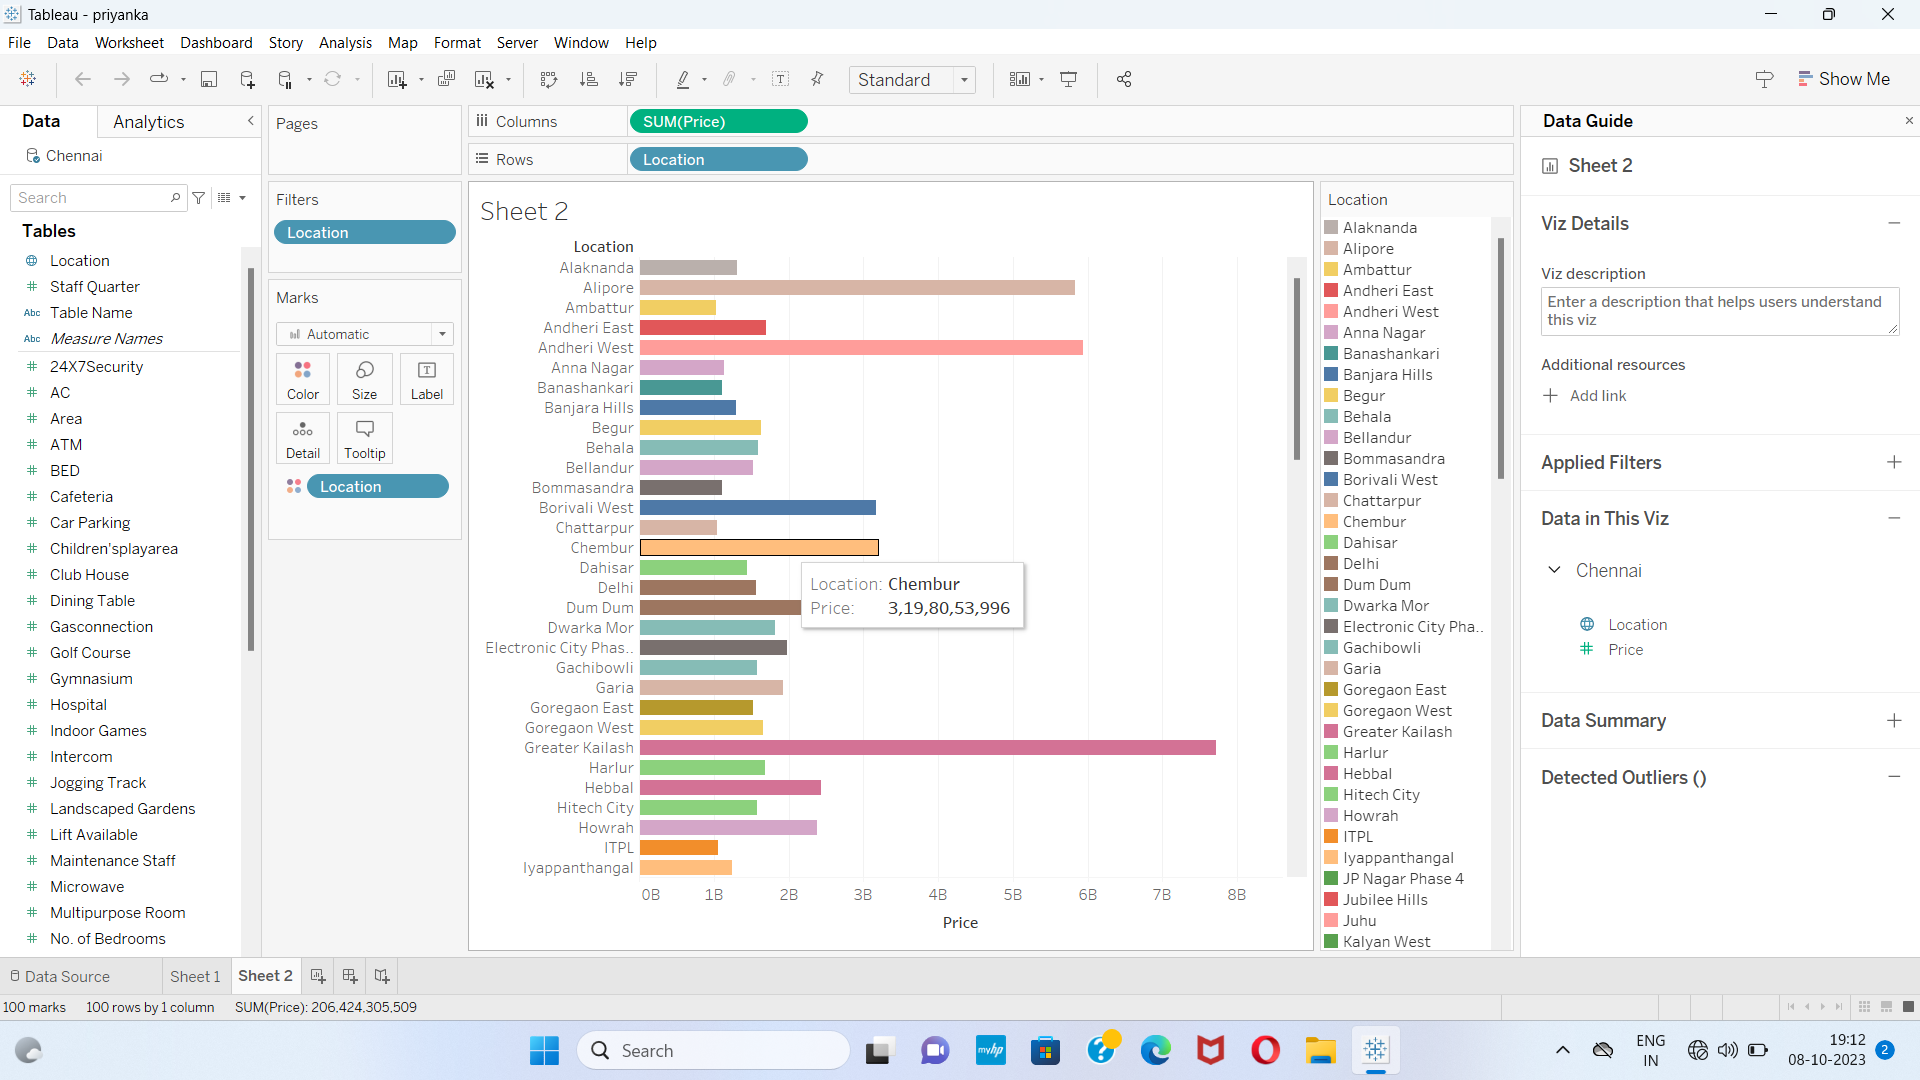 Tableau - priyanka
File Data Worksheet Dashboard Story Analysis Map Format Server Window Help
Standard
Show Me
Data Analytics
Chennai
Search
Tables
Location
Staff Quarter
Abc Table Name
Abc Measure Names
24X7Security
AC
Area
ATM
BED
Cafeteria
Car Parking
Children'splayarea
Club House
Dining Table
Gasconnection
Golf Course
Gymnasium
Hospital
Indoor Games
Intercom
Jogging Track
Landscaped Gardens
Lift Available
Maintenance Staff
Microwave
Multipurpose Room
No. of Bedrooms
Pages
Filters
Location
Marks
Automatic
Color Size Label
Detail Tooltip
Location
Columns SUM(Price)
Rows Location
Sheet 2
Location
Alaknanda
Alipore
Ambattur
Andheri East
Andheri West
Anna Nagar
Banashankari
Banjara Hills
Begur
Behala
Bellandur
Bommasandra
Borivali West
Chattarpur
Chembur
Dahisar
Delhi
Dum Dum
Dwarka Mor
Electronic City Phas..
Gachibowli
Garia
Goregaon East
Goregaon West
Greater Kailash
Harlur
Hebbal
Hitech City
Howrah
ITPL
Iyappanthangal
Location: Chembur
Price: 3,19,80,53,996
0B 1B 2B 3B 4B 5B 6B 7B 8B
Price
Location
Alaknanda
Alipore
Ambattur
Andheri East
Andheri West
Anna Nagar
Banashankari
Banjara Hills
Begur
Behala
Bellandur
Bommasandra
Borivali West
Chattarpur
Chembur
Dahisar
Delhi
Dum Dum
Dwarka Mor
Electronic City Pha..
Gachibowli
Garia
Goregaon East
Goregaon West
Greater Kailash
Harlur
Hebbal
Hitech City
Howrah
ITPL
Iyappanthangal
JP Nagar Phase 4
Jubilee Hills
Juhu
Kalyan West
Data Guide
Sheet 2
Viz Details
Viz description
Enter a description that helps users understand
this viz
Additional resources
Add link
Applied Filters
Data in This Viz
Chennai
Location
Price
Data Summary
Detected Outliers ()
Data Source Sheet 1 Sheet 2
100 marks 100 rows by 1 column SUM(Price): 206,424,305,509
Search
myhp
ENG
IN
19:12
08-10-2023
2